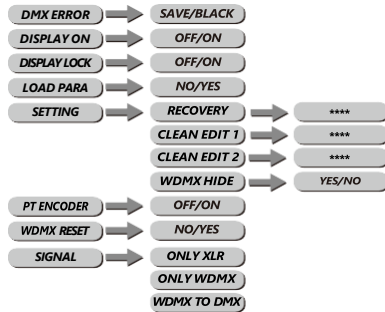 DMX ERROR SAVE/BLACK
DISPLAY ON OFF/ON
DISPLAY LOCK OFF/ON
LOAD PARA NO/YES
SETTING RECOVERY ****
CLEAN EDIT 1 ****
CLEAN EDIT 2 ****
WDMX HIDE YES/NO
PT ENCODER OFF/ON
WDMX RESET NO/YES
SIGNAL ONLY XLR
ONLY WDMX
WDMX TO DMX